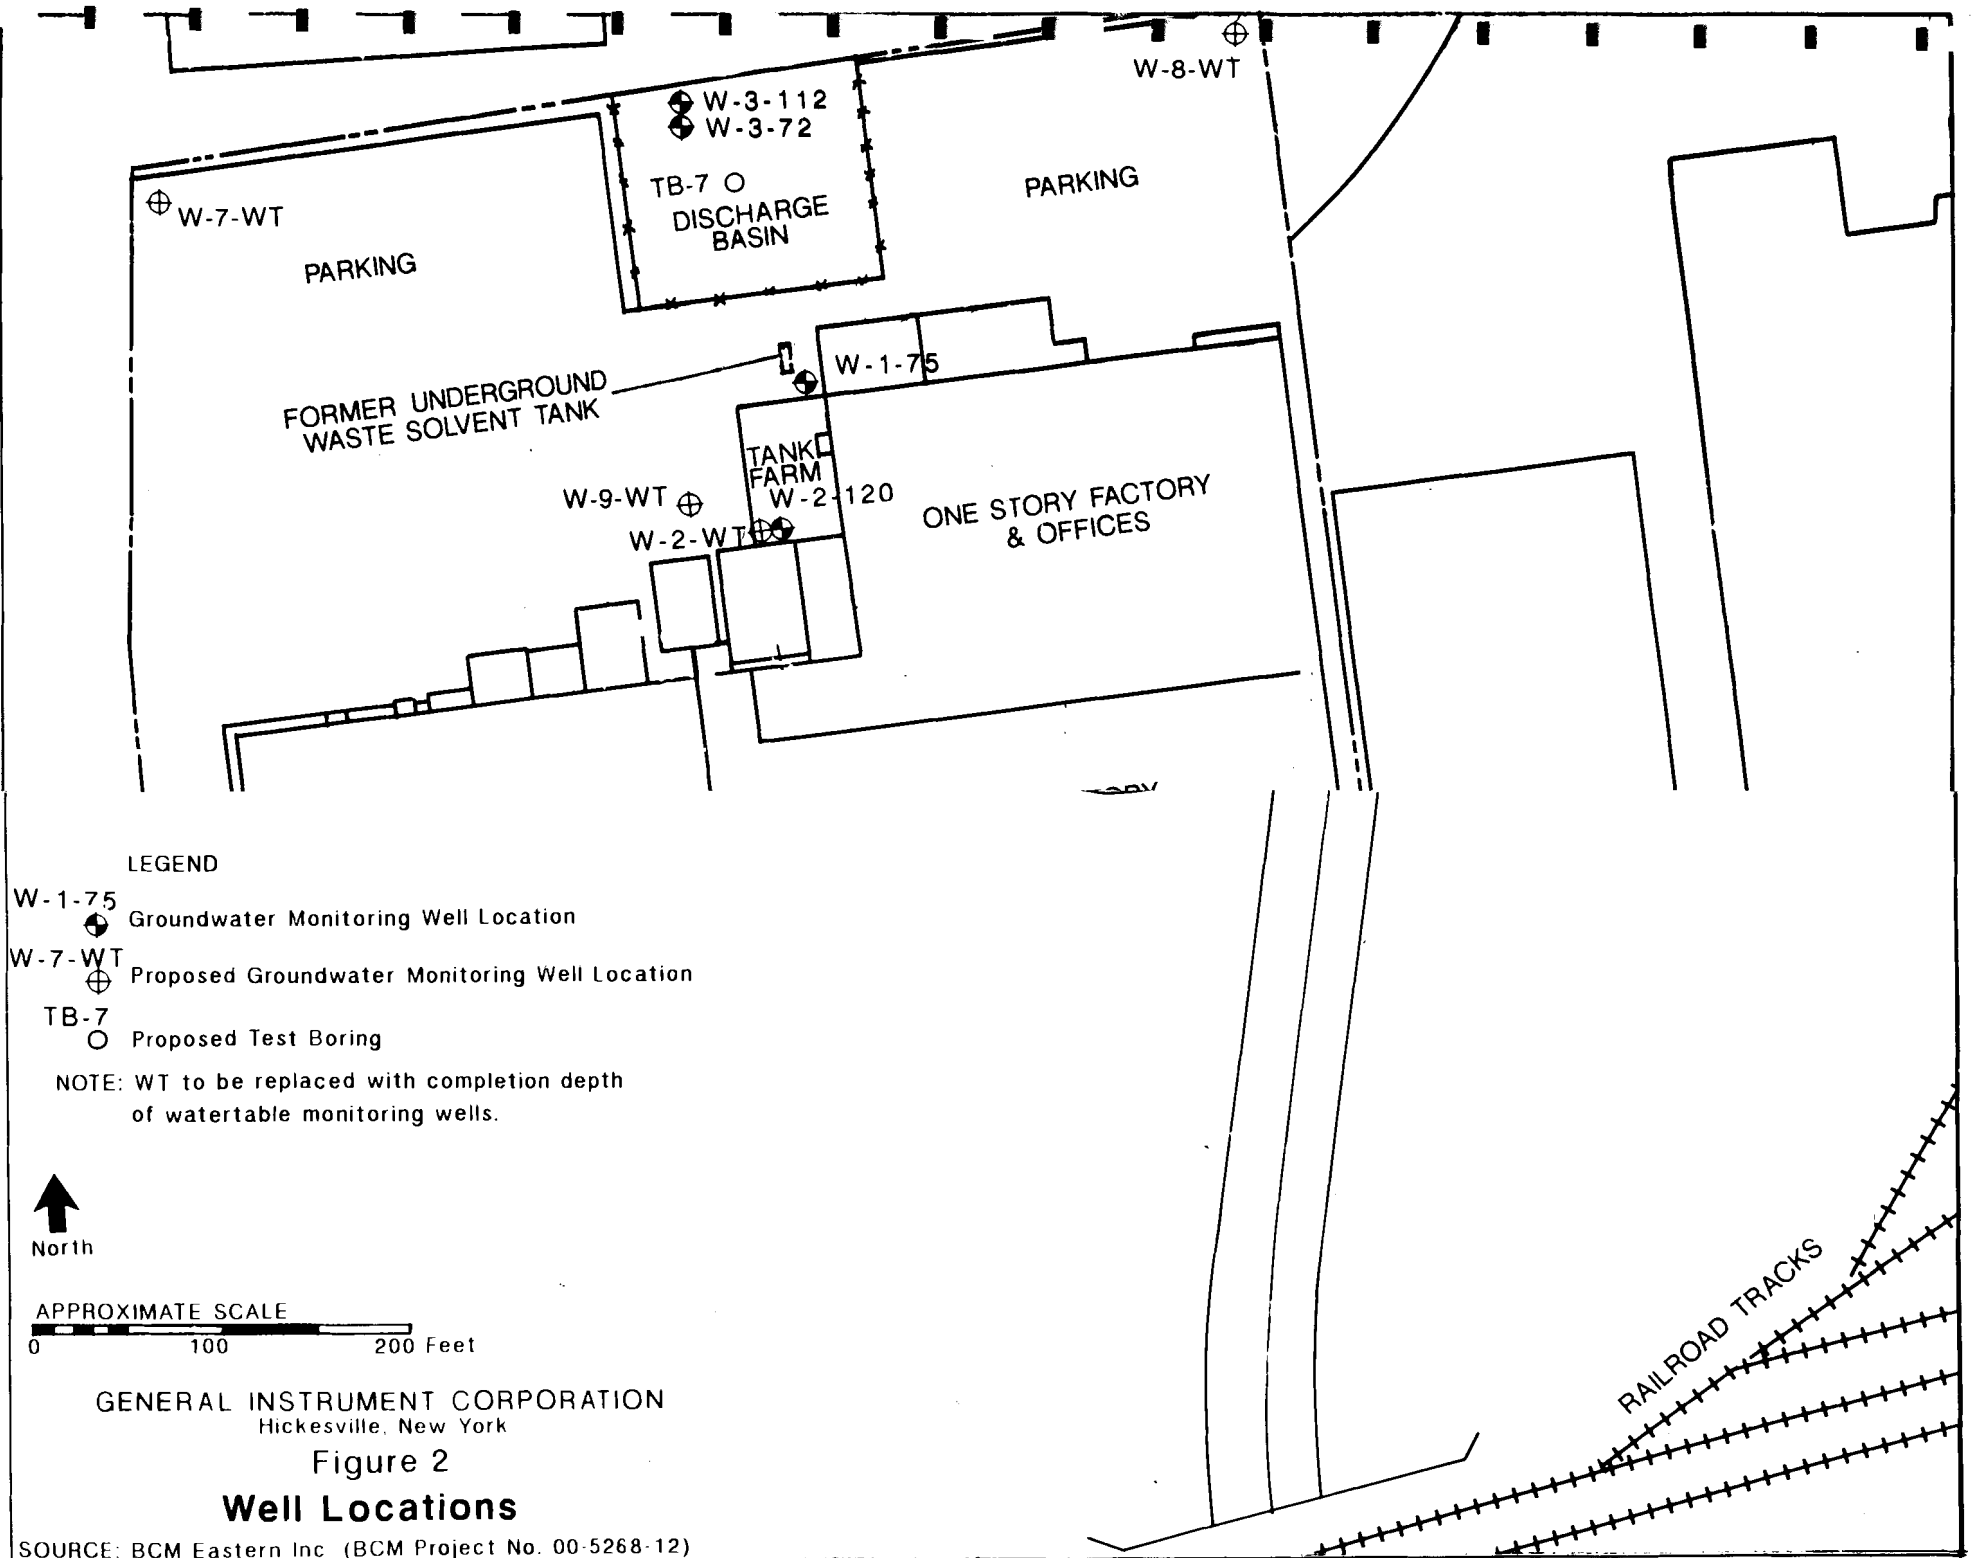 W-8-WT
W-3-112
W-3-72
TB-7
DISCHARGE
BASIN
PARKING
W-7-WT
PARKING
W-1-75
FORMER UNDERGROUND
WASTE SOLVENT TANK
TANK
FARM
W-9-WT
W-2-120
W-2-WT
ONE STORY FACTORY
& OFFICES
LEGEND
W-1-75
Groundwater Monitoring Well Location
W-7-WT
Proposed Groundwater Monitoring Well Location
TB-7
Proposed Test Boring
NOTE: WT to be replaced with completion depth
of watertable monitoring wells.
North
APPROXIMATE SCALE
0 100 200 Feet
RAILROAD TRACKS
GENERAL INSTRUMENT CORPORATION
Hickesville, New York
Figure 2
Well Locations
SOURCE: BCM Eastern Inc (BCM Project No. 00-5268-12)